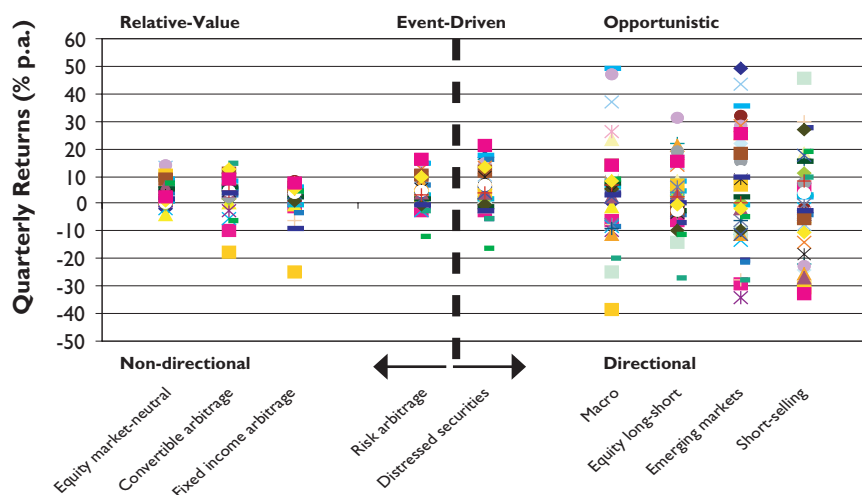 Relative-Value Event-Driven Opportunistic
Quarterly Returns (% p.a.)
60
50
40
30
20
10
0
-10
-20
-30
-40
-50
Non-directional Directional
Equity market-neutral
Convertible arbitrage
Fixed income arbitrage
Risk arbitrage
Distressed securities
Macro
Equity long-short
Emerging markets
Short-selling